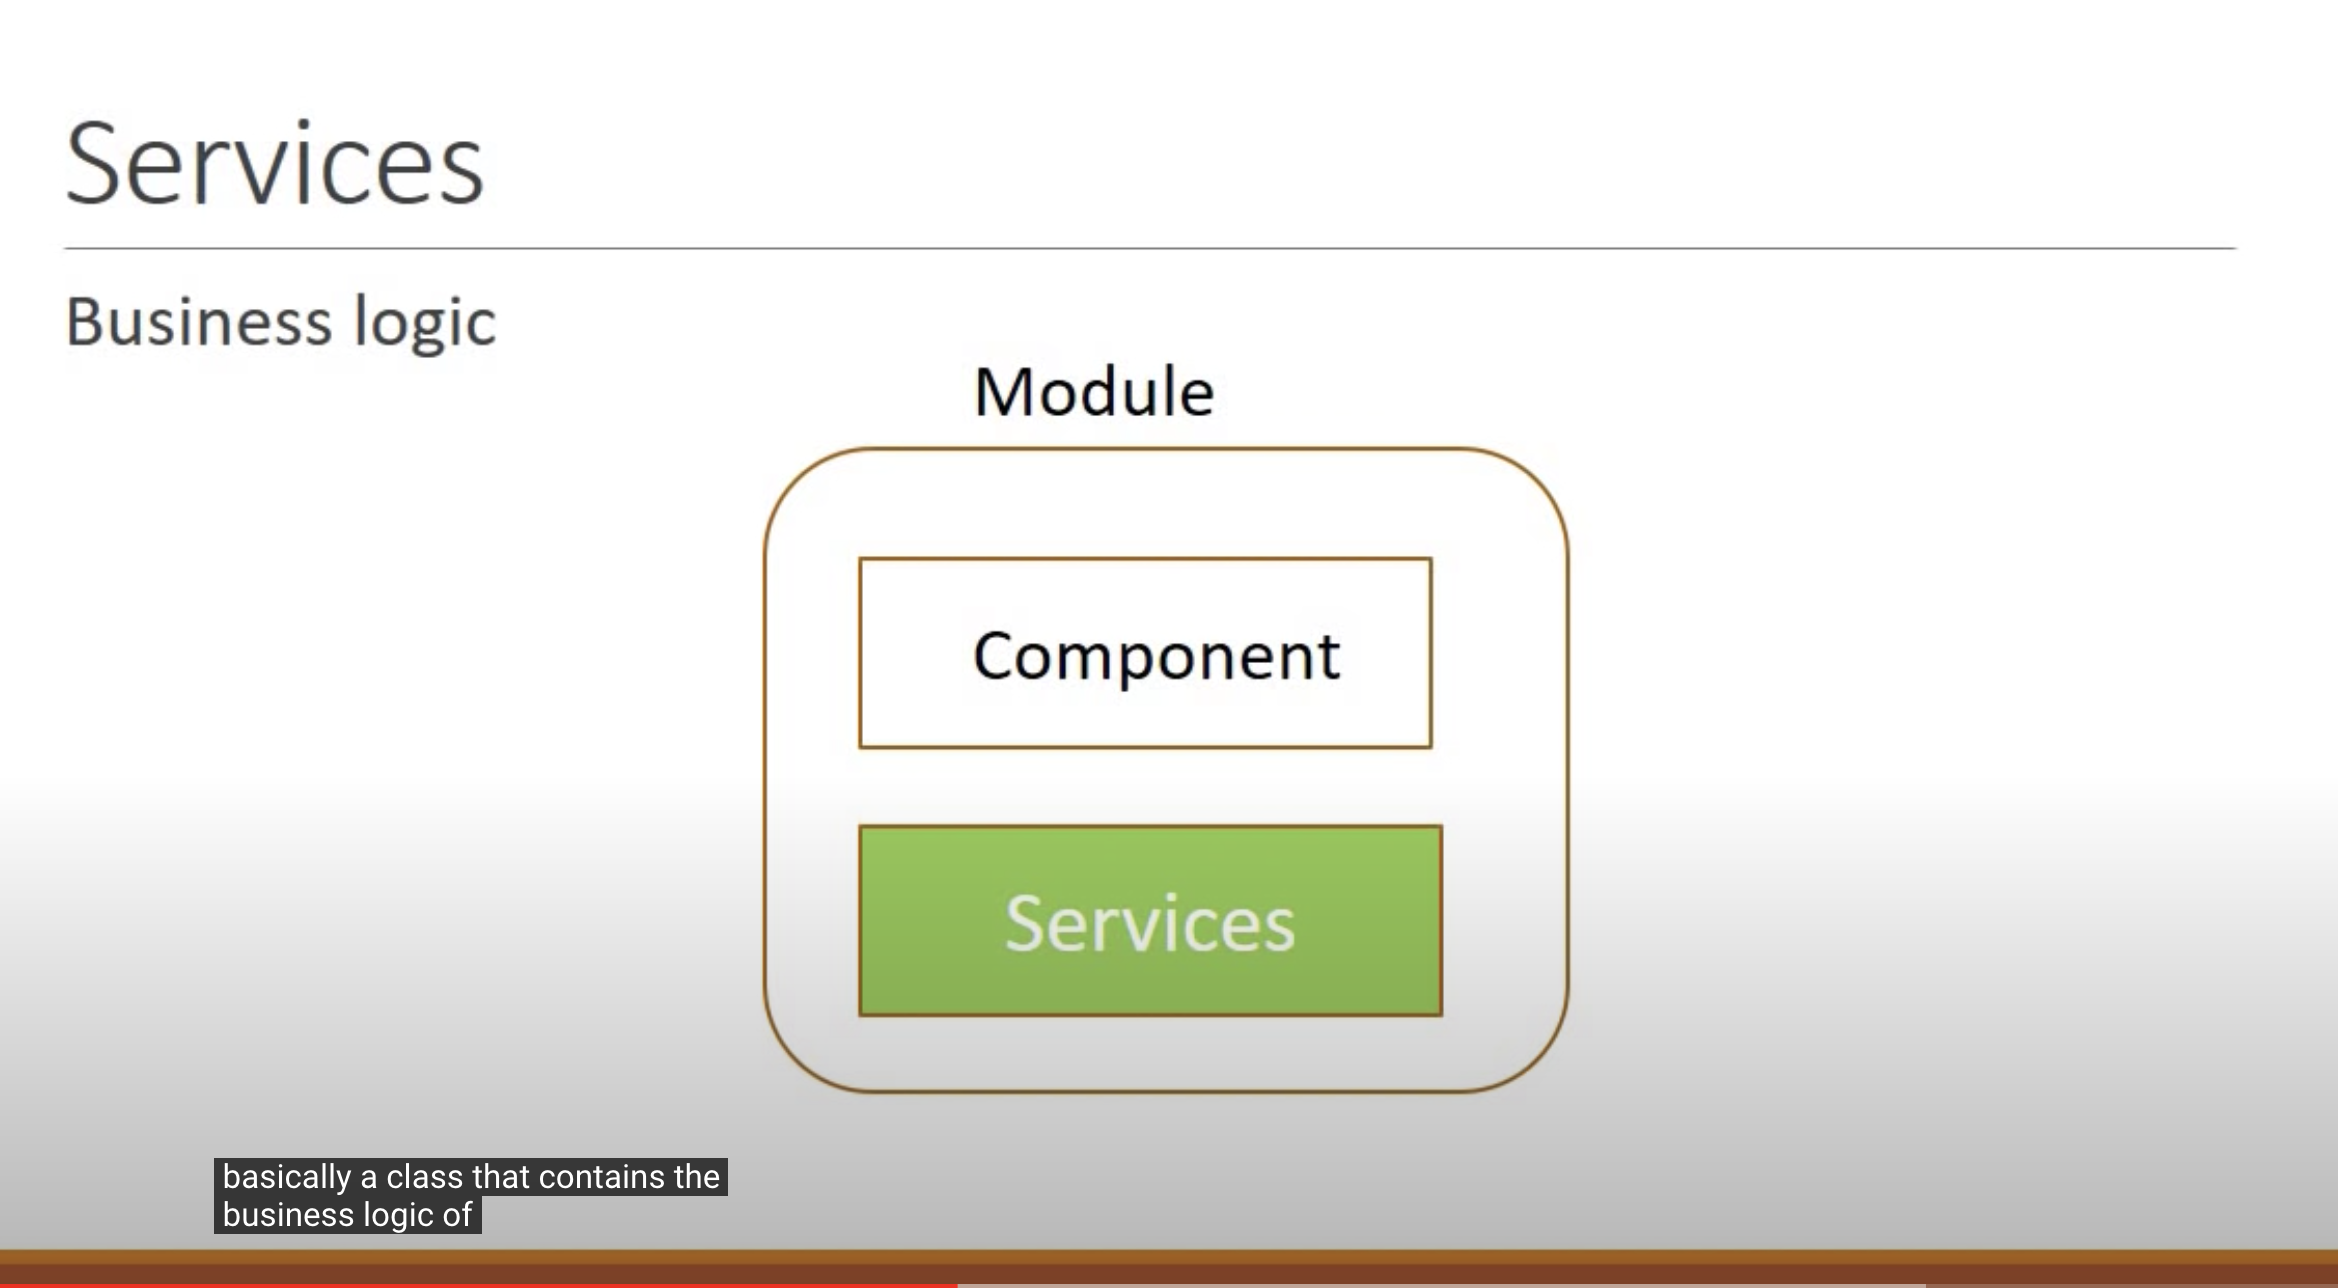 Services
Business logic
Module
Component
Services
basically a class that contains the
business logic of